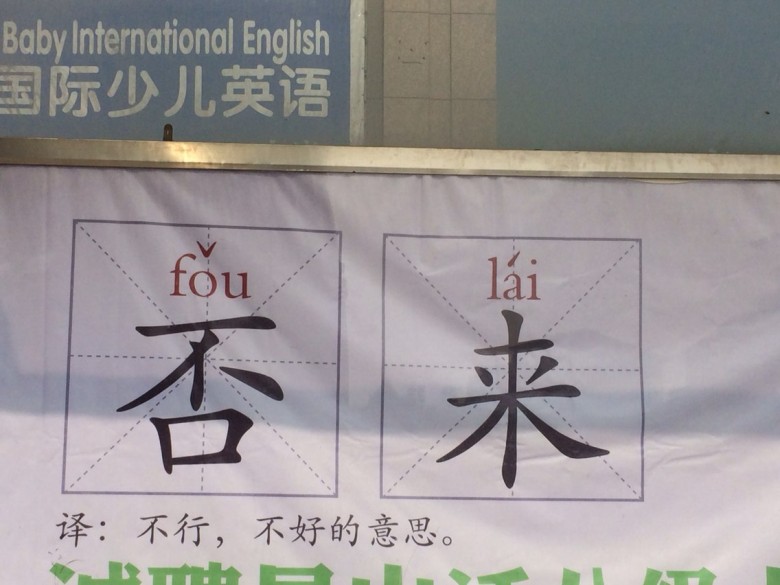 Baby International English
国际少儿英语
fǒu lái
否来
译：不行，不好的意思。